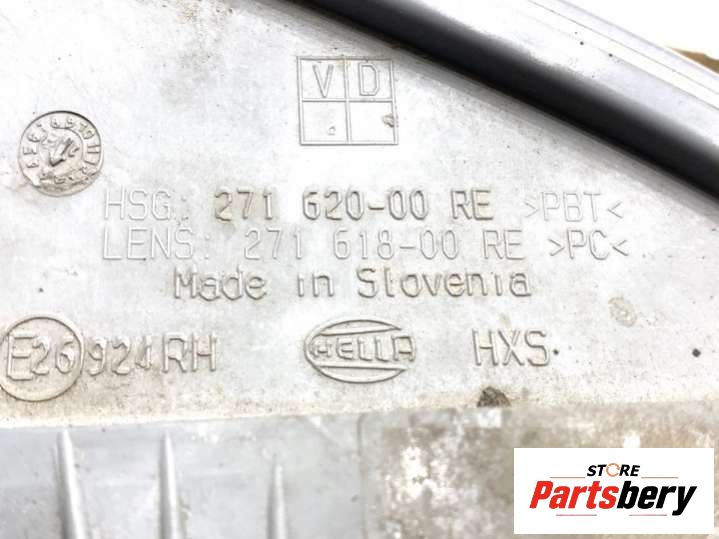 VD
HSG: 271 620-00 RE >PBT<
LENS: 271 618-00 RE >PC<
Made in Slovenia
E26 924 RH HELLA HXS
STORE
Partsbery